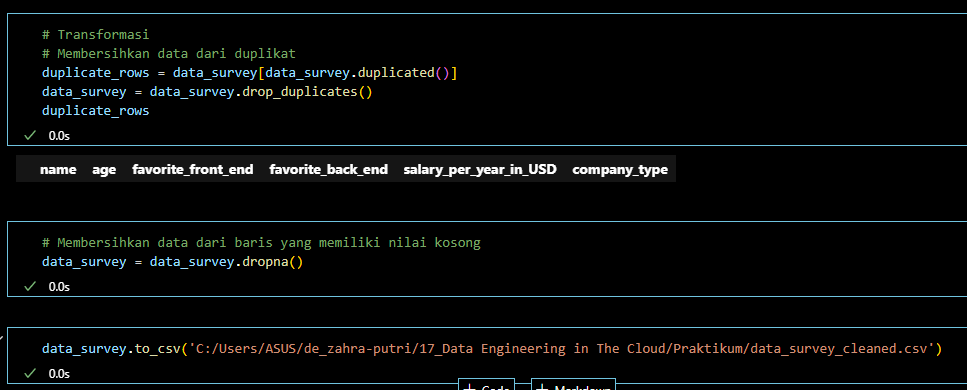 # Transformasi
# Membersihkan data dari duplikat
duplicate_rows = data_survey[data_survey.duplicated()]
data_survey = data_survey.drop_duplicates()
duplicate_rows
✓ 0.0s
name age favorite_front_end favorite_back_end salary_per_year_in_USD company_type
# Membersihkan data dari baris yang memiliki nilai kosong
data_survey = data_survey.dropna()
✓ 0.0s
data_survey.to_csv('C:/Users/ASUS/de_zahra-putri/17_Data Engineering in The Cloud/Praktikum/data_survey_cleaned.csv')
✓ 0.0s
+ Code + Markdown